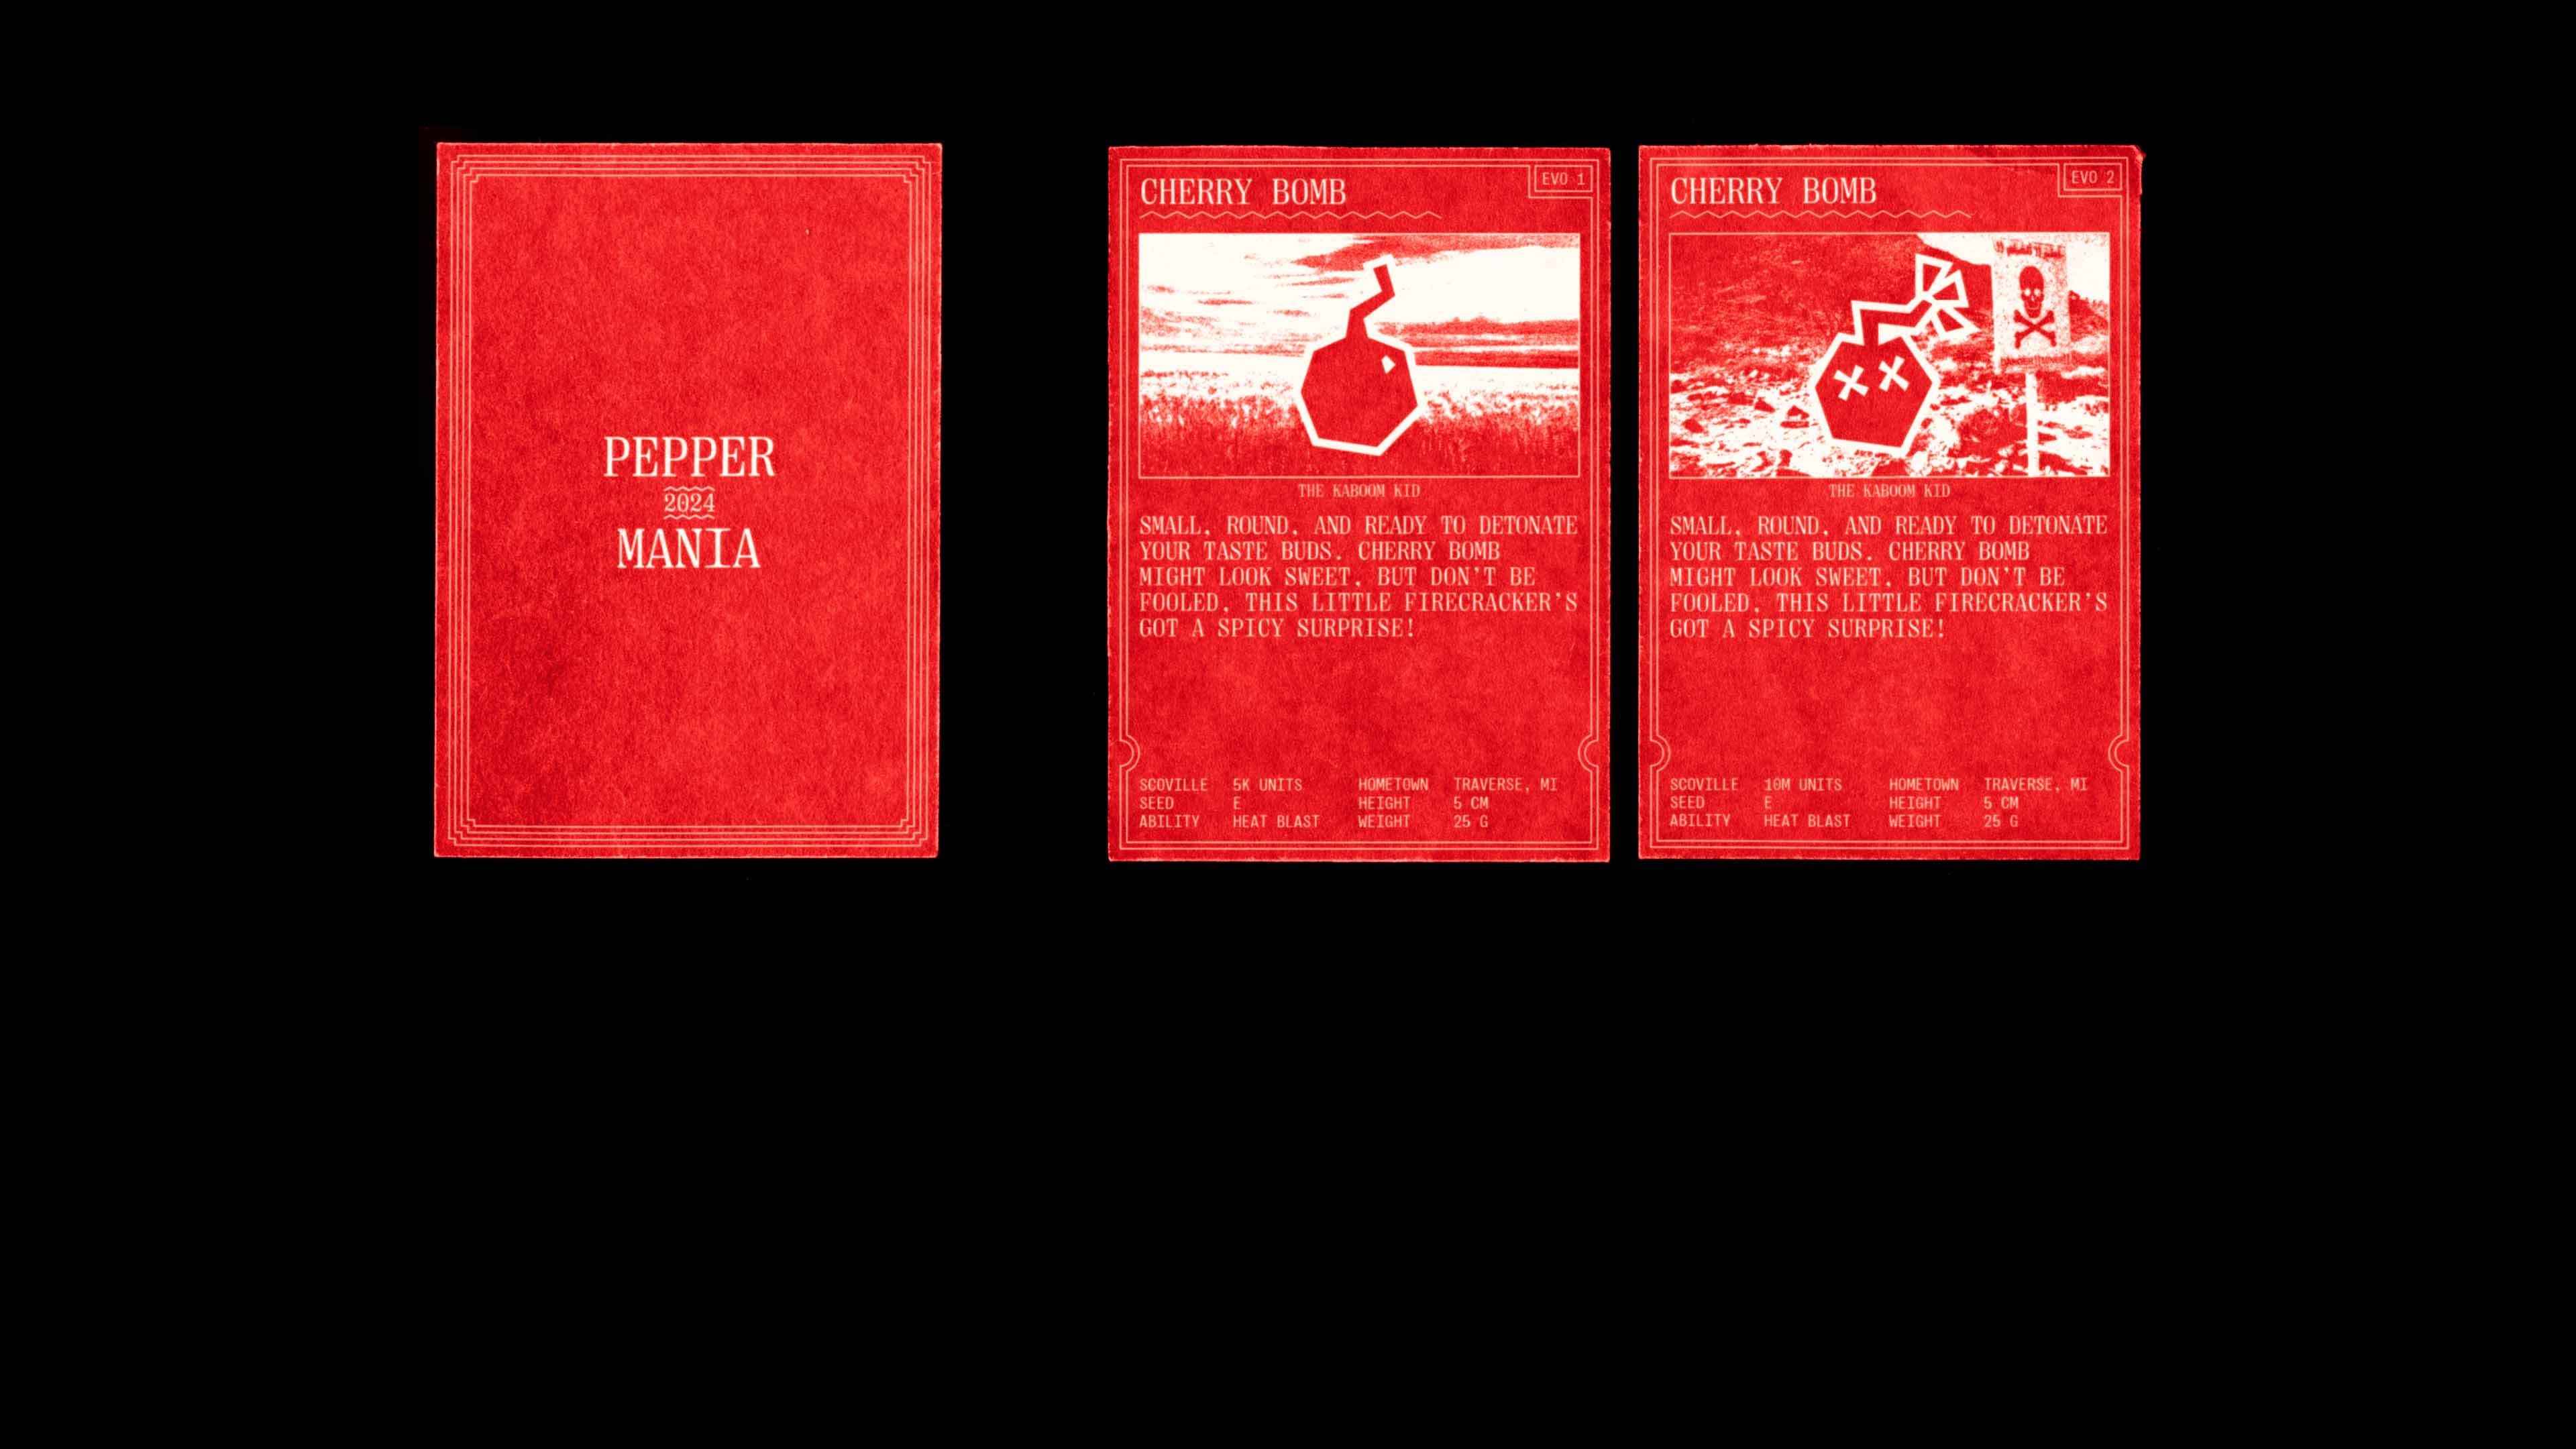 PEPPER
2024
MANIA
CHERRY BOMB
EVO 1
THE KABOOM KID
SMALL, ROUND, AND READY TO DETONATE
YOUR TASTE BUDS. CHERRY BOMB
MIGHT LOOK SWEET, BUT DON'T BE
FOOLED, THIS LITTLE FIRECRACKER'S
GOT A SPICY SURPRISE!
SCOVILLE 5K UNITS HOMETOWN TRAVERSE, MI
SEED E HEIGHT 5 CM
ABILITY HEAT BLAST WEIGHT 25 G
CHERRY BOMB
EVO 2
THE KABOOM KID
SMALL, ROUND, AND READY TO DETONATE
YOUR TASTE BUDS. CHERRY BOMB
MIGHT LOOK SWEET, BUT DON'T BE
FOOLED, THIS LITTLE FIRECRACKER'S
GOT A SPICY SURPRISE!
SCOVILLE 10M UNITS HOMETOWN TRAVERSE, MI
SEED E HEIGHT 5 CM
ABILITY HEAT BLAST WEIGHT 25 G